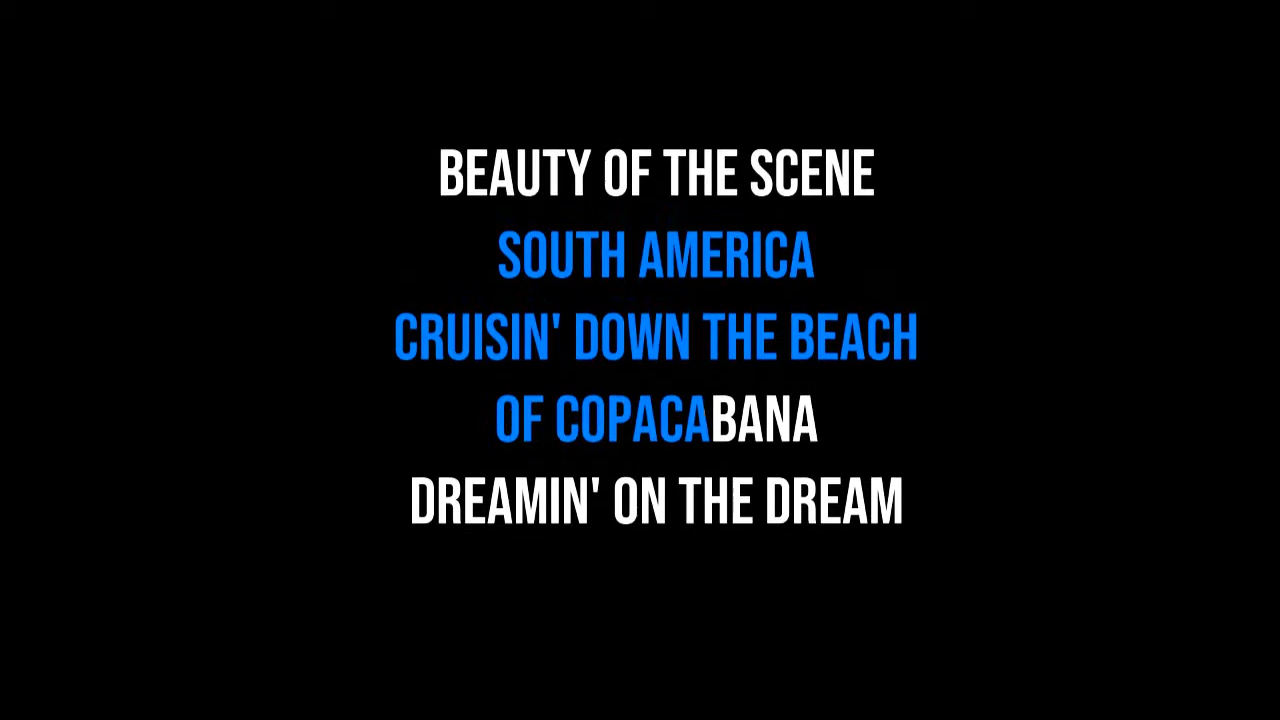 BEAUTY OF THE SCENE
SOUTH AMERICA
CRUISIN' DOWN THE BEACH
OF COPACABANA
DREAMIN' ON THE DREAM